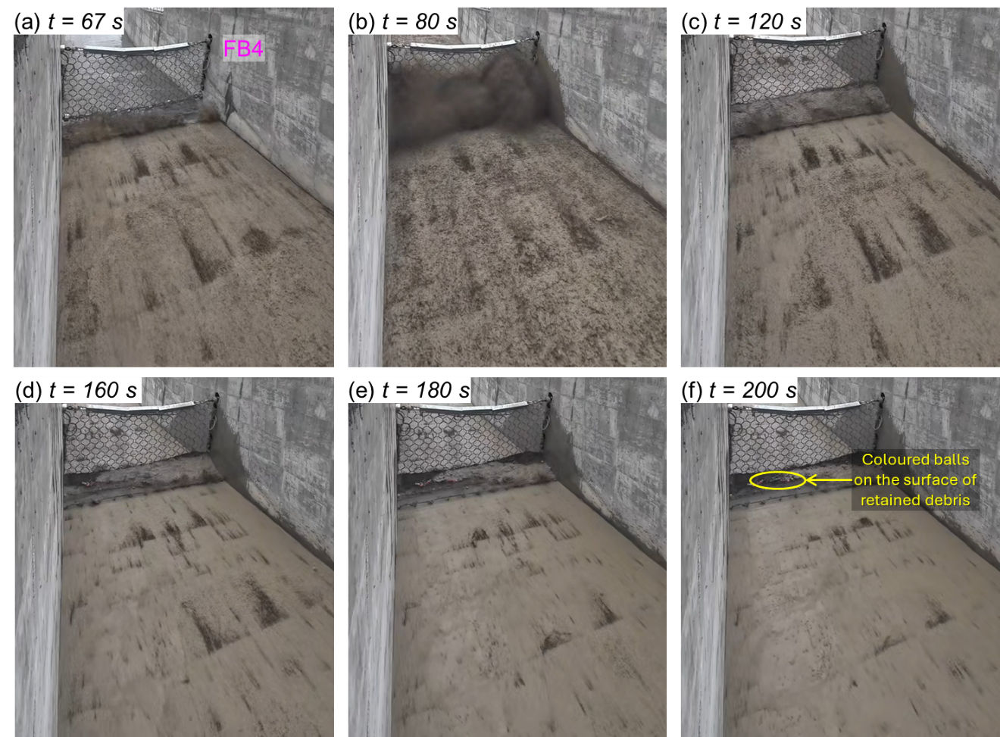 (a) t = 67 s
FB4
(b) t = 80 s
(c) t = 120 s
(d) t = 160 s
(e) t = 180 s
(f) t = 200 s
Coloured balls
on the surface of
retained debris